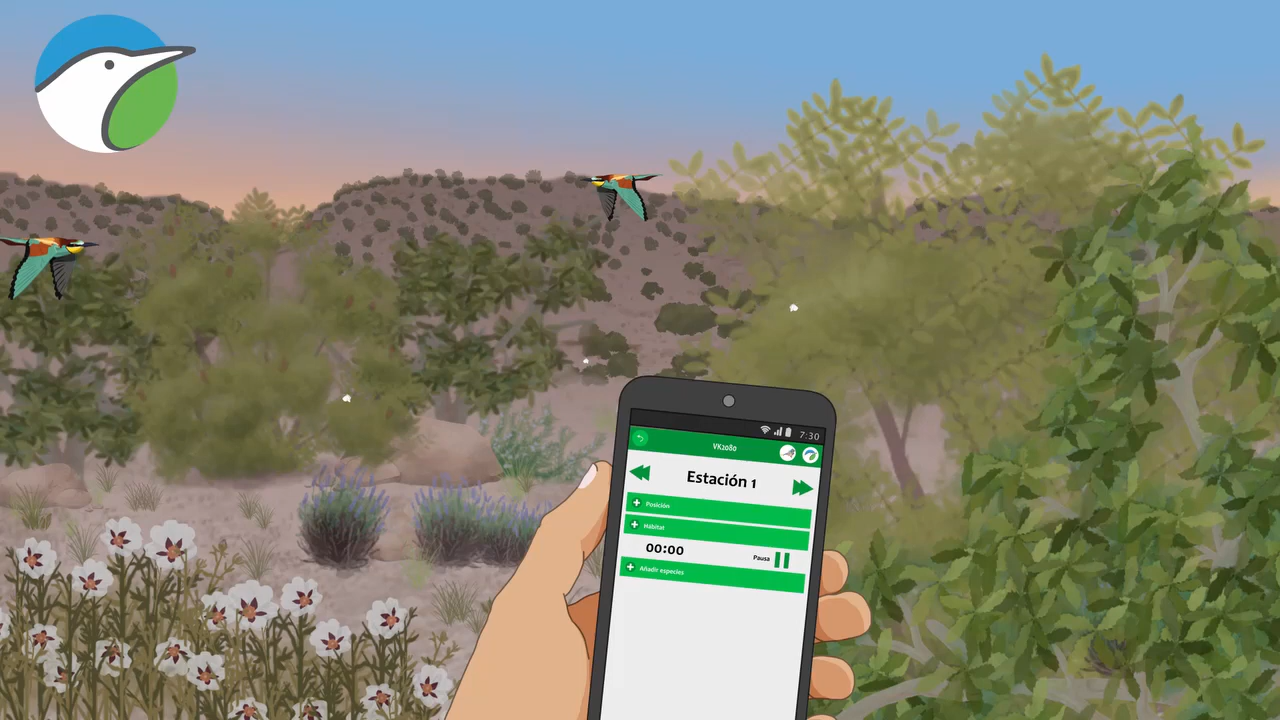 7:30
VK2080
Estación 1
Posición
Hábitat
00:00
Pausa
Añadir especies